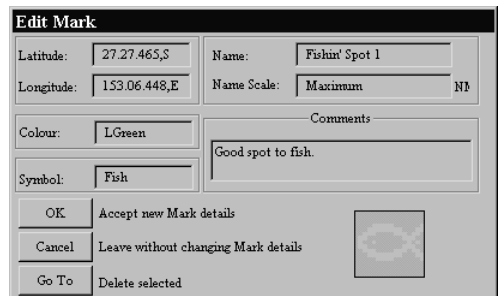 Edit Mark
Latitude: 27.27.465,S
Longitude: 153.06.448,E
Name: Fishin' Spot 1
Name Scale: Maximum NM
Colour: LGreen
Symbol: Fish
Comments
Good spot to fish.
OK Accept new Mark details
Cancel Leave without changing Mark details
Go To Delete selected